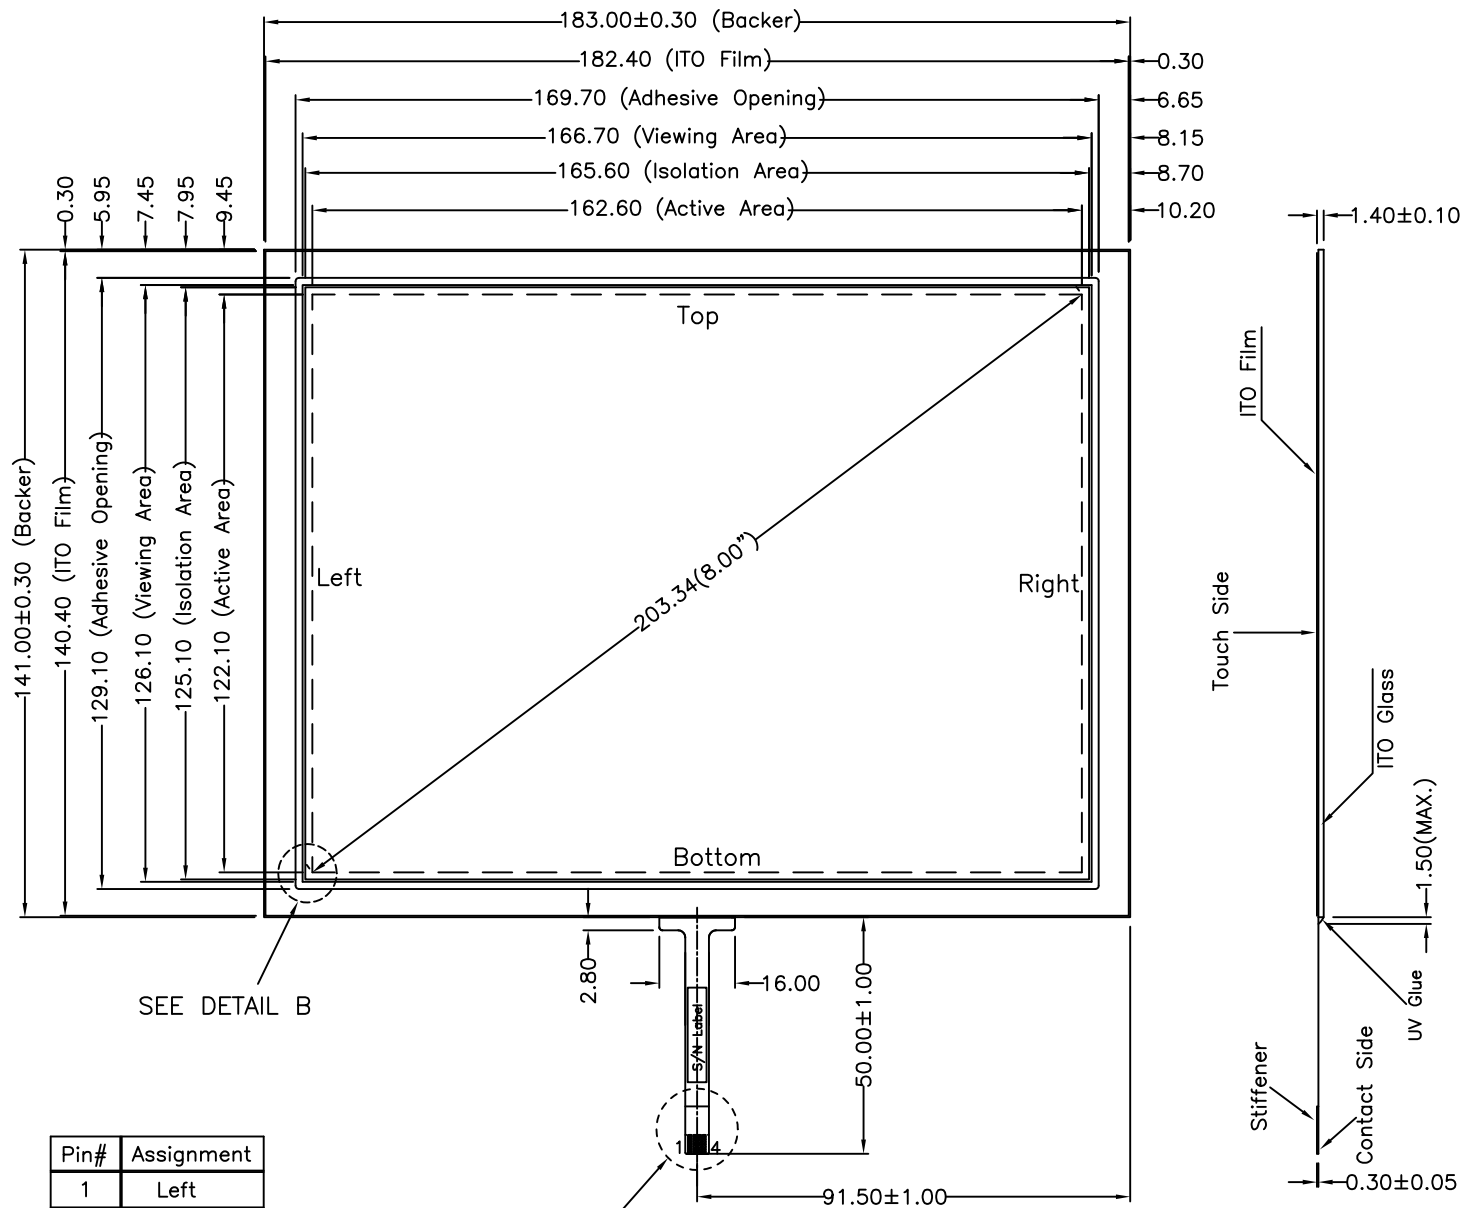 183.00±0.30 (Backer)
182.40 (ITO Film)
0.30
169.70 (Adhesive Opening)
6.65
166.70 (Viewing Area)
8.15
165.60 (Isolation Area)
8.70
162.60 (Active Area)
10.20
0.30
5.95
7.45
7.95
9.45
1.40±0.10
141.00±0.30 (Backer)
140.40 (ITO Film)
129.10 (Adhesive Opening)
126.10 (Viewing Area)
125.10 (Isolation Area)
122.10 (Active Area)
Top
Left
Right
Bottom
203.34(8.00")
ITO Film
Touch Side
ITO Glass
1.50(MAX.)
UV Glue
Stiffener
Contact Side
0.30±0.05
SEE DETAIL B
2.80
16.00
S/N Label
50.00±1.00
1
4
91.50±1.00
Pin# Assignment
1 Left